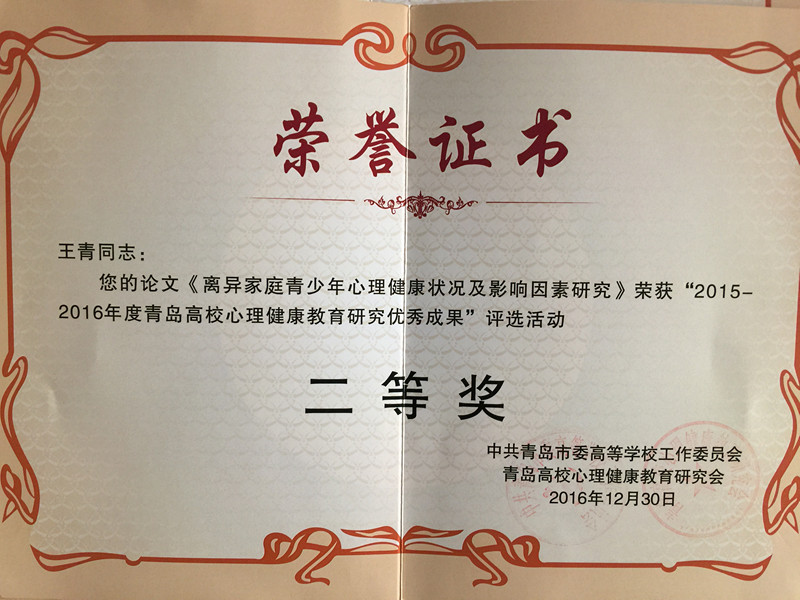 荣誉证书
王青同志：
您的论文《离异家庭青少年心理健康状况及影响因素研究》荣获“2015-
2016年度青岛高校心理健康教育研究优秀成果”评选活动
二等奖
中共青岛市委高等学校工作委员会
青岛高校心理健康教育研究会
2016年12月30日